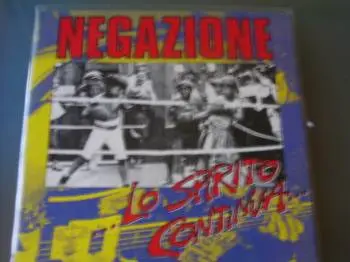 NEGAZIONE
...LO SPIRITO
CONTINUA...